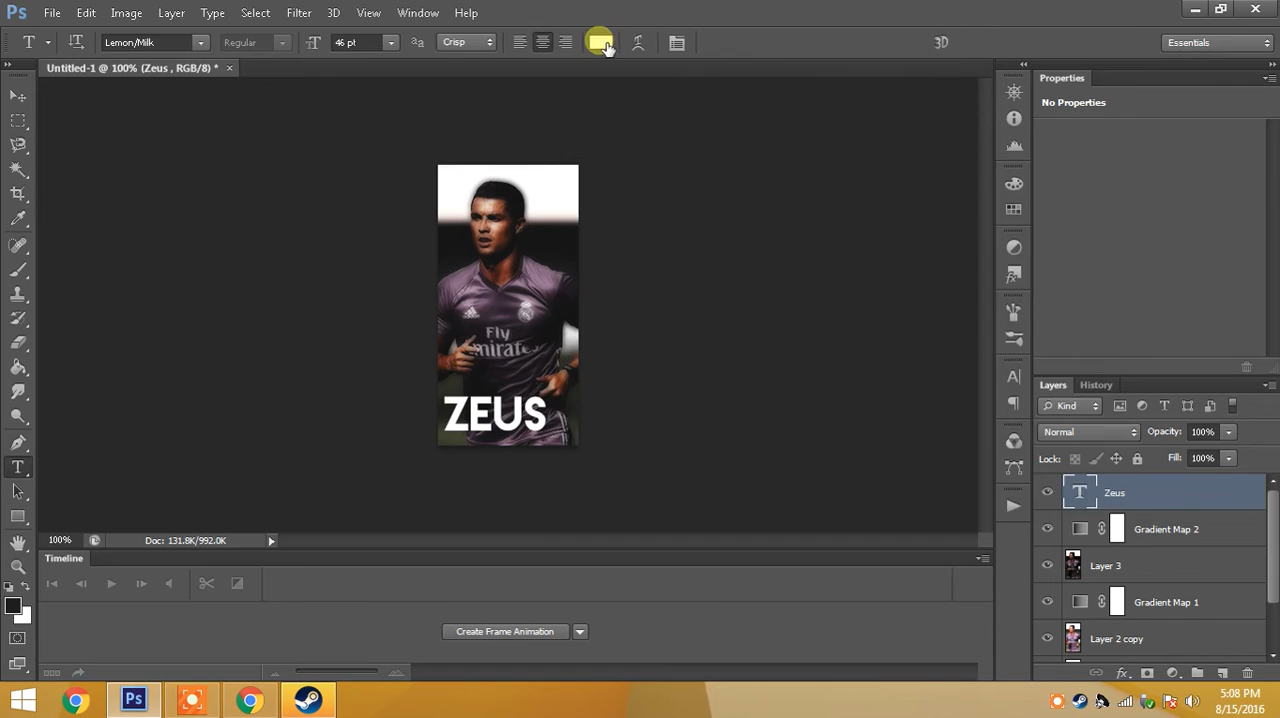 Ps File Edit Image Layer Type Select Filter 3D View Window Help
T Lemon/Milk Regular 46 pt aa Crisp 3D Essentials
Untitled-1 @ 100% (Zeus , RGB/8) * ×
Properties
No Properties
Fly
Emirates
ZEUS
Layers History
Kind
Normal Opacity: 100%
Lock: Fill: 100%
T Zeus
Gradient Map 2
Layer 3
Gradient Map 1
Layer 2 copy
100% Doc: 131.8K/992.0K
Timeline
Create Frame Animation
Ps
5:08 PM
8/15/2016